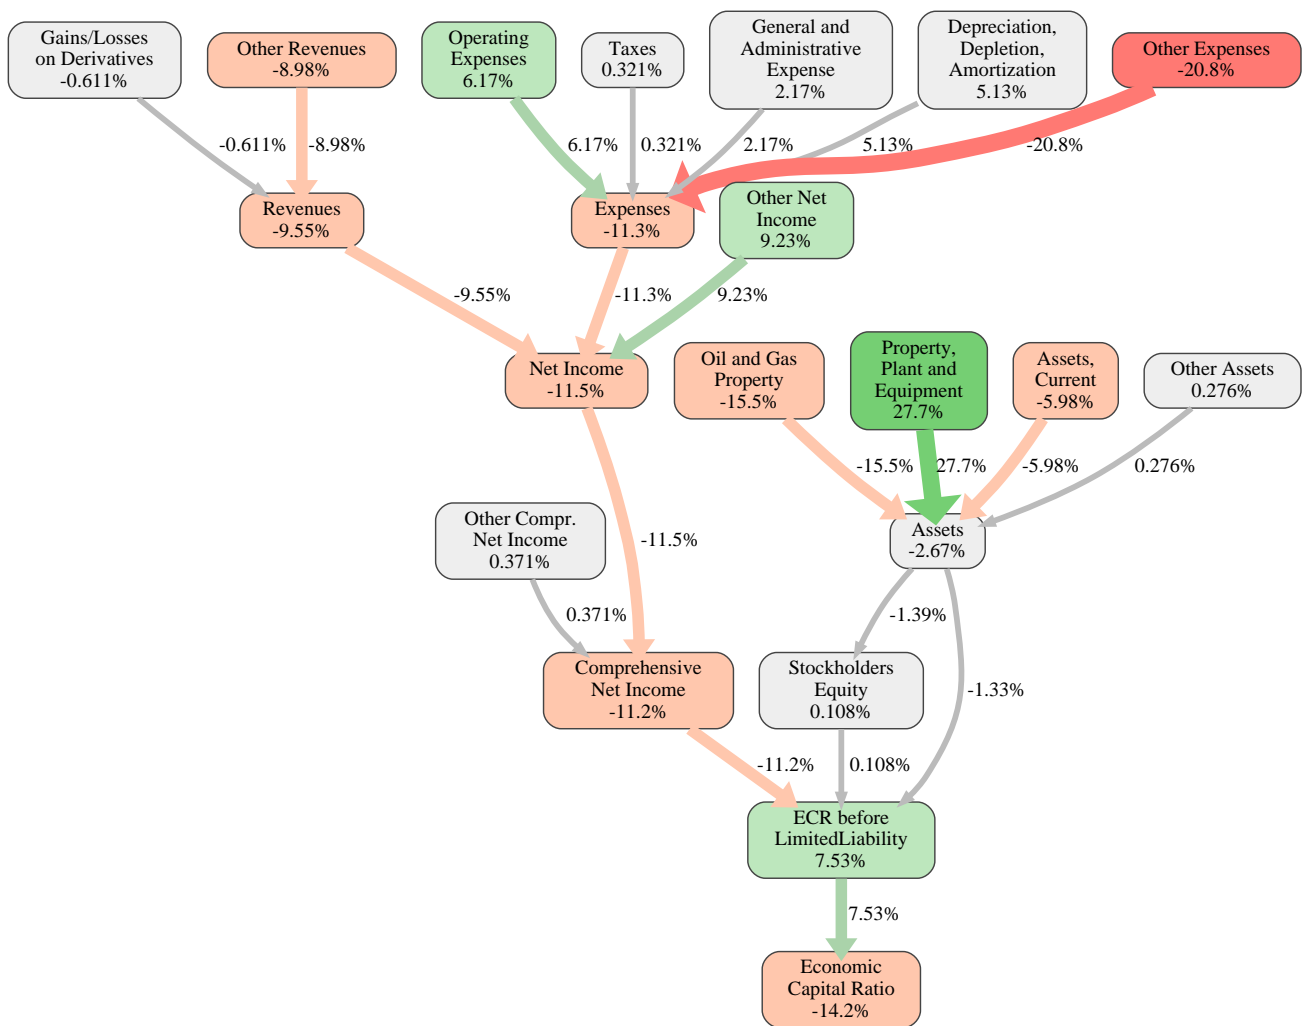 Gains/Losses
on Derivatives
-0.611%
Other Revenues
-8.98%
Operating
Expenses
6.17%
Taxes
0.321%
General and
Administrative
Expense
2.17%
Depreciation,
Depletion,
Amortization
5.13%
Other Expenses
-20.8%
-0.611%
-8.98%
6.17%
0.321%
2.17%
5.13%
-20.8%
Revenues
-9.55%
Expenses
-11.3%
Other Net
Income
9.23%
-9.55%
-11.3%
9.23%
Net Income
-11.5%
Oil and Gas
Property
-15.5%
Property,
Plant and
Equipment
27.7%
Assets,
Current
-5.98%
Other Assets
0.276%
-15.5%
27.7%
-5.98%
0.276%
Other Compr.
Net Income
0.371%
-11.5%
Assets
-2.67%
0.371%
-1.39%
-1.33%
Comprehensive
Net Income
-11.2%
Stockholders
Equity
0.108%
-11.2%
0.108%
ECR before
LimitedLiability
7.53%
7.53%
Economic
Capital Ratio
-14.2%